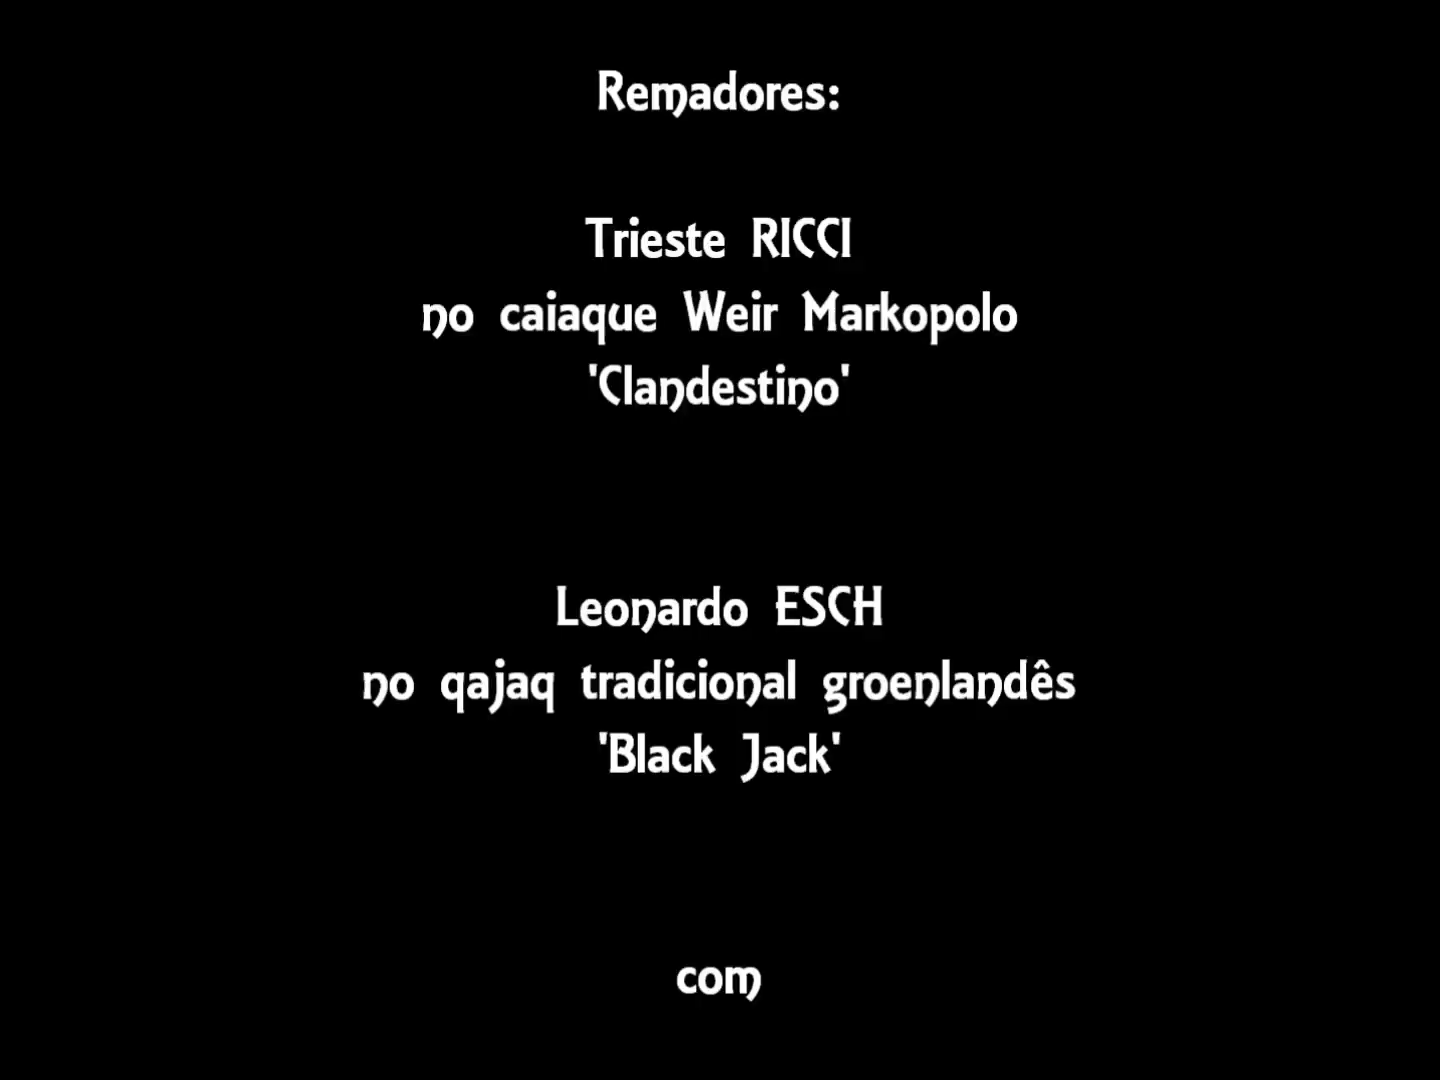 Remadores:
Trieste RICCI
no caiaque Weir Markopolo
'Clandestino'
Leonardo ESCH
no qajaq tradicional groenlandês
'Black Jack'
com